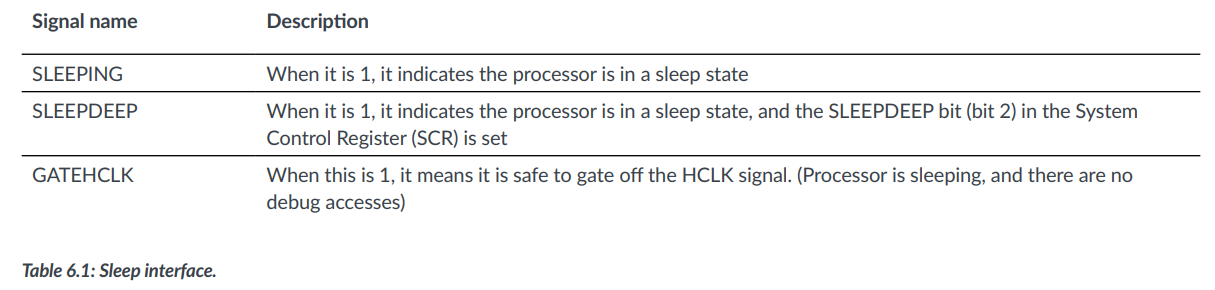 Signal name Description
SLEEPING When it is 1, it indicates the processor is in a sleep state
SLEEPDEEP When it is 1, it indicates the processor is in a sleep state, and the SLEEPDEEP bit (bit 2) in the System
Control Register (SCR) is set
GATEHCLK When this is 1, it means it is safe to gate off the HCLK signal. (Processor is sleeping, and there are no
debug accesses)
Table 6.1: Sleep interface.